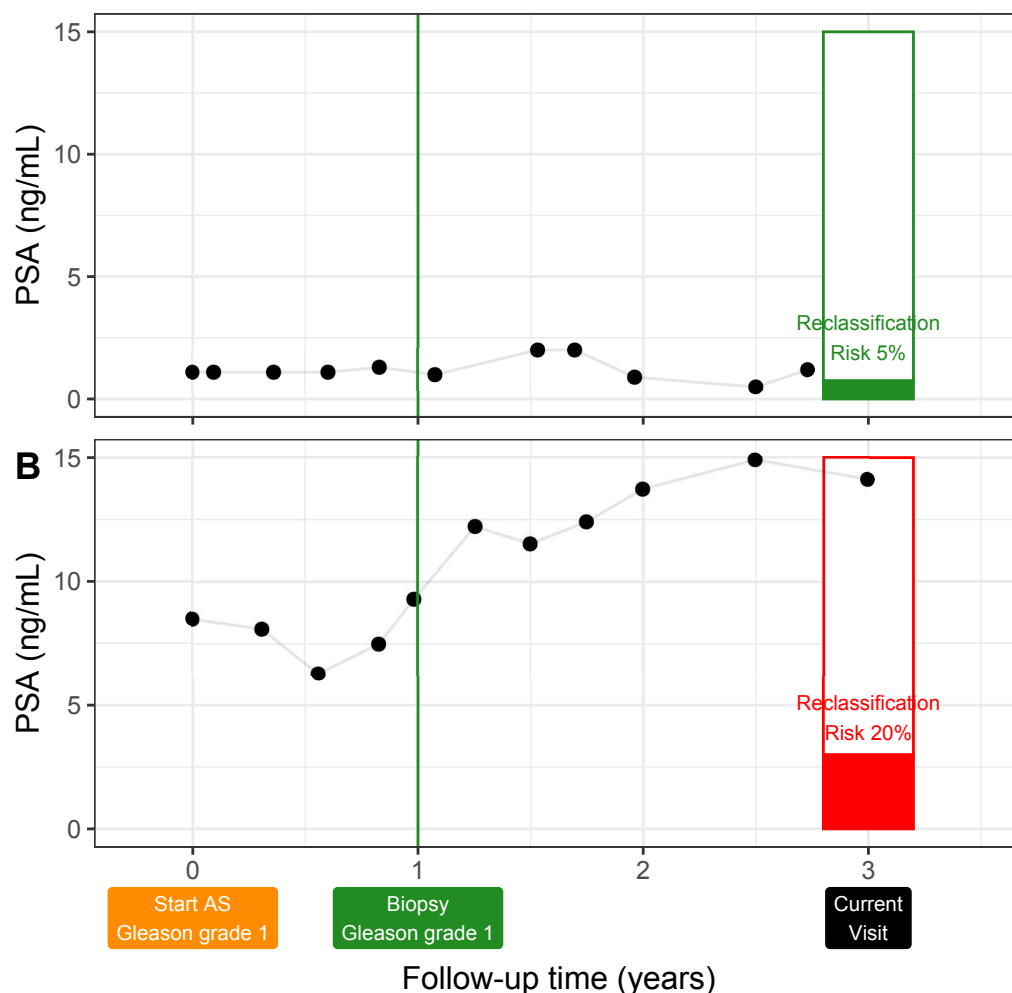 15
10
5
0
PSA (ng/mL)
Reclassification
Risk 5%
B
15
10
5
0
PSA (ng/mL)
Reclassification
Risk 20%
0 1 2 3
Start AS
Gleason grade 1
Biopsy
Gleason grade 1
Current
Visit
Follow-up time (years)